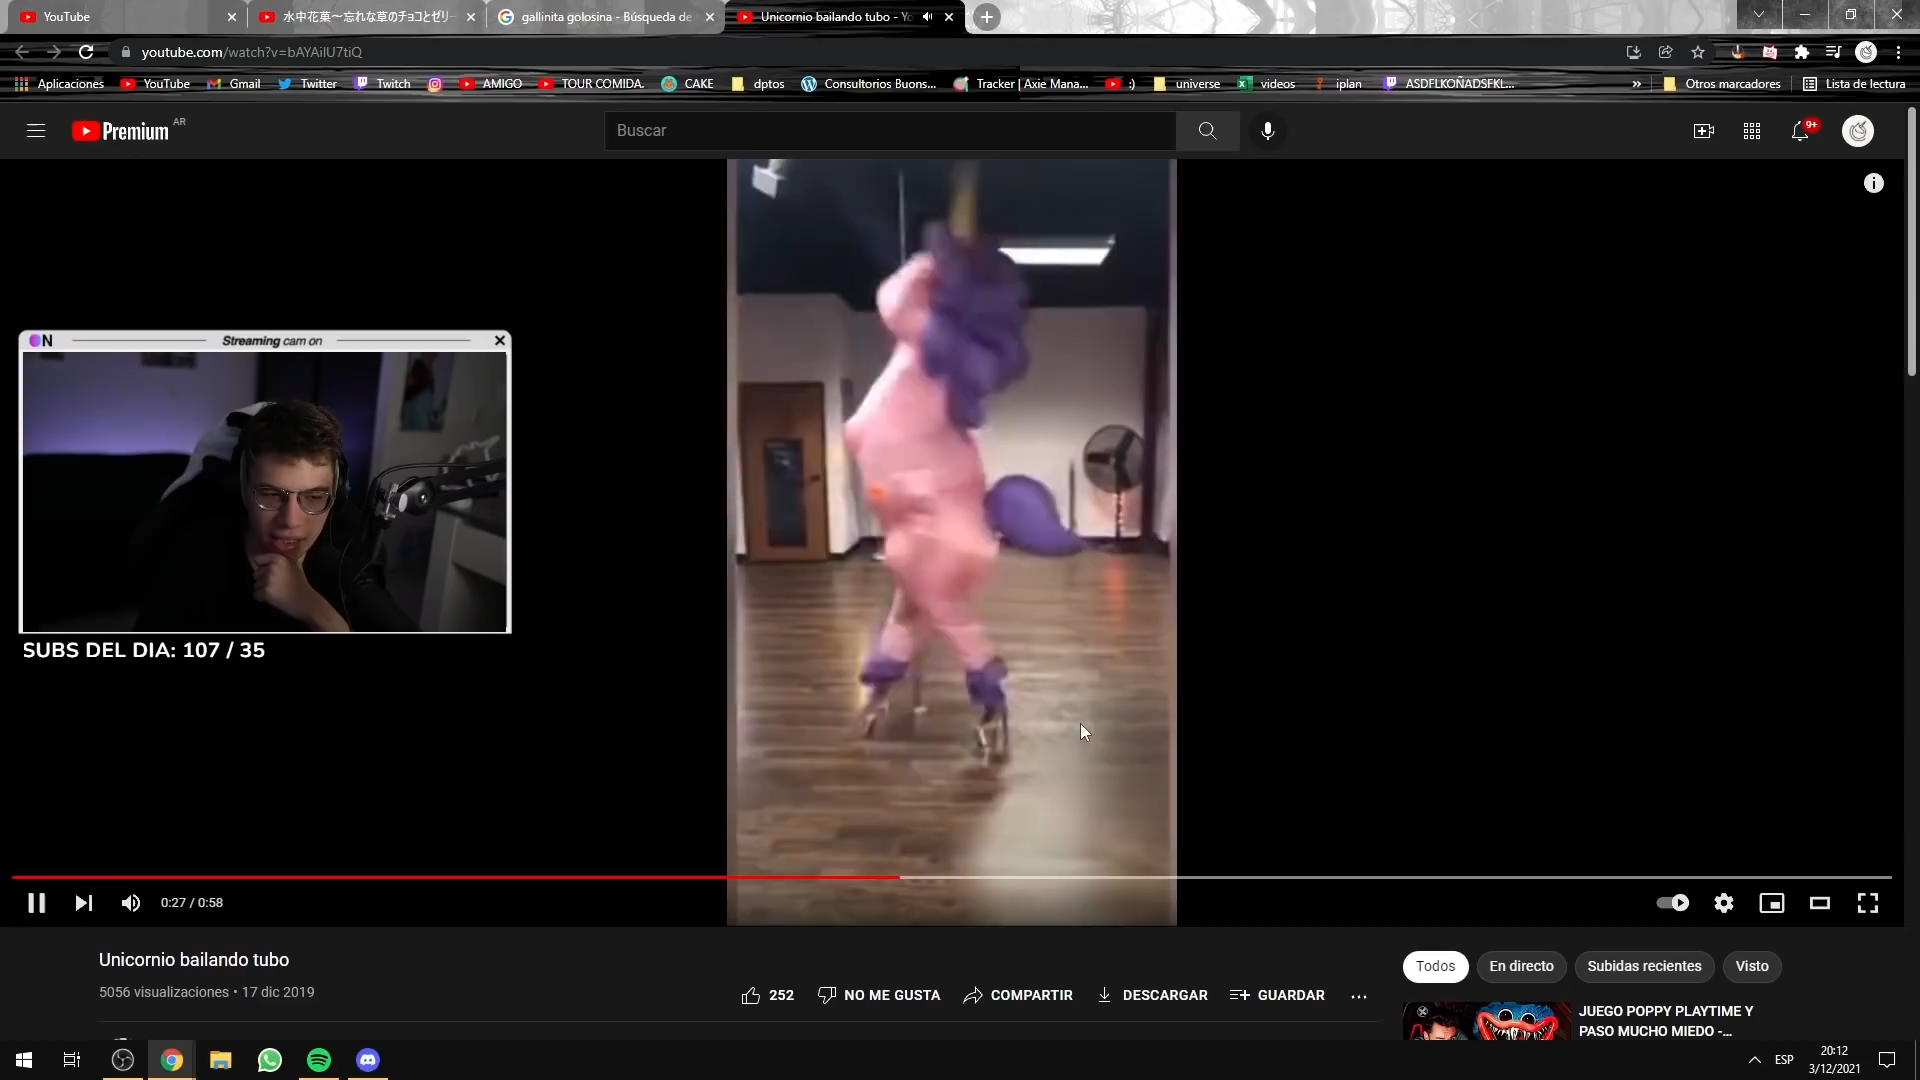 YouTube
水中花菓～忘れな草のチョコとゼリー
gallinita golosina - Búsqueda de
Unicornio bailando tubo - Yo
youtube.com/watch?v=bAYAilU7tiQ
Aplicaciones
YouTube
Gmail
Twitter
Twitch
AMIGO
TOUR COMIDA.
CAKE
dptos
Consultorios Buons...
Tracker | Axie Mana...
:)
universe
videos
iplan
ASDFLKOÑADSFKL...
»
Otros marcadores
Lista de lectura
Premium AR
Buscar
9+
ON
Streaming cam on
SUBS DEL DIA: 107 / 35
0:27 / 0:58
Unicornio bailando tubo
5056 visualizaciones • 17 dic 2019
252
NO ME GUSTA
COMPARTIR
DESCARGAR
GUARDAR
Todos
En directo
Subidas recientes
Visto
JUEGO POPPY PLAYTIME Y
PASO MUCHO MIEDO -...
ESP
20:12
3/12/2021